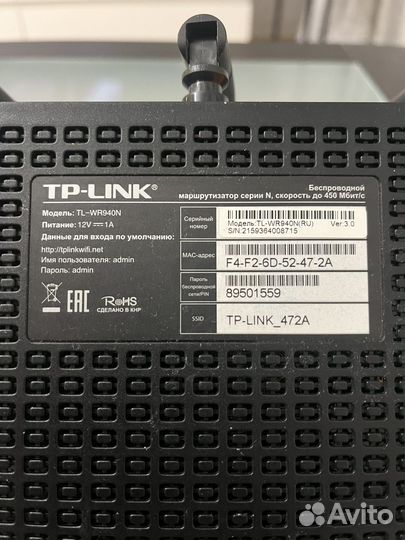 TP-LINK®
Беспроводной
маршрутизатор серии N, скорость до 450 Мбит/с
Модель: TL-WR940N
Питание: 12V⎓1A
Данные для входа по умолчанию:
http://tplinkwifi.net
Имя пользователя: admin
Пароль: admin
EAC
RoHS
СДЕЛАНО В КНР
Серийный номер
Модель TL-WR940N(RU) Ver:3.0
S/N:2159364008715
MAC-адрес
F4-F2-6D-52-47-2A
Пароль беспроводной сети/PIN
89501559
SSID
TP-LINK_472A
Avito